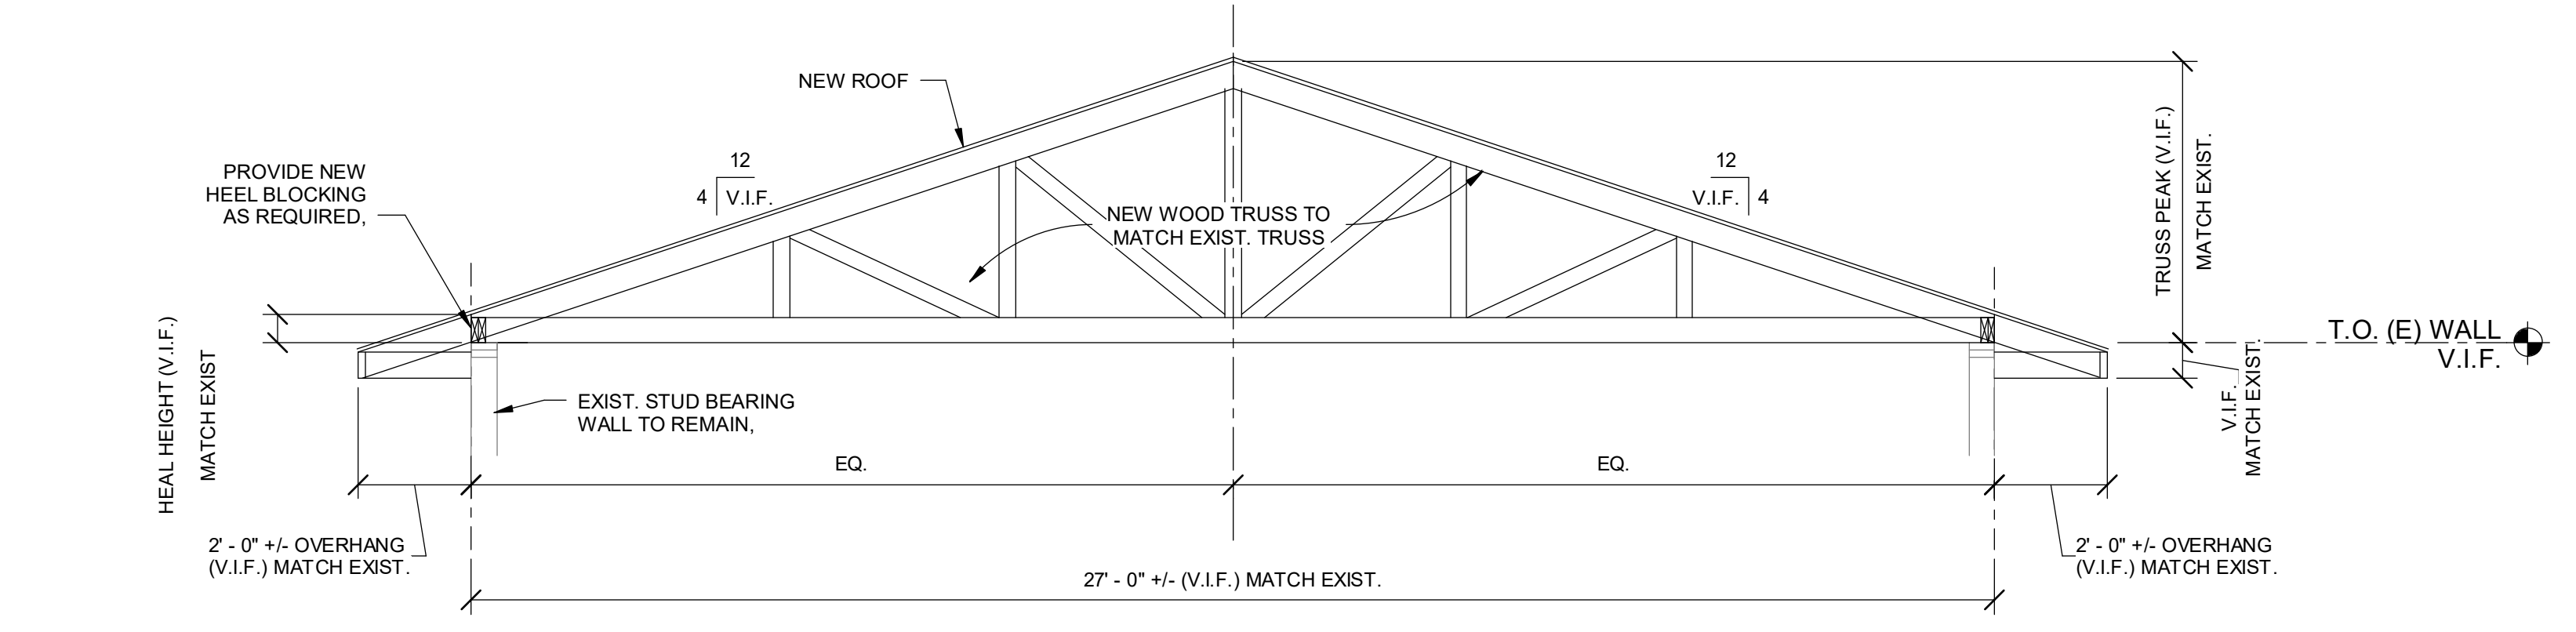 NEW ROOF
PROVIDE NEW
HEEL BLOCKING
AS REQUIRED,
12
4
V.I.F.
12
V.I.F.
4
NEW WOOD TRUSS TO
MATCH EXIST. TRUSS
TRUSS PEAK (V.I.F.)
MATCH EXIST.
T.O. (E) WALL
V.I.F.
HEAL HEIGHT (V.I.F.)
MATCH EXIST
EXIST. STUD BEARING
WALL TO REMAIN,
V.I.F.
MATCH EXIST.
EQ.
EQ.
2' - 0" +/- OVERHANG
(V.I.F.) MATCH EXIST.
2' - 0" +/- OVERHANG
(V.I.F.) MATCH EXIST.
27' - 0" +/- (V.I.F.) MATCH EXIST.